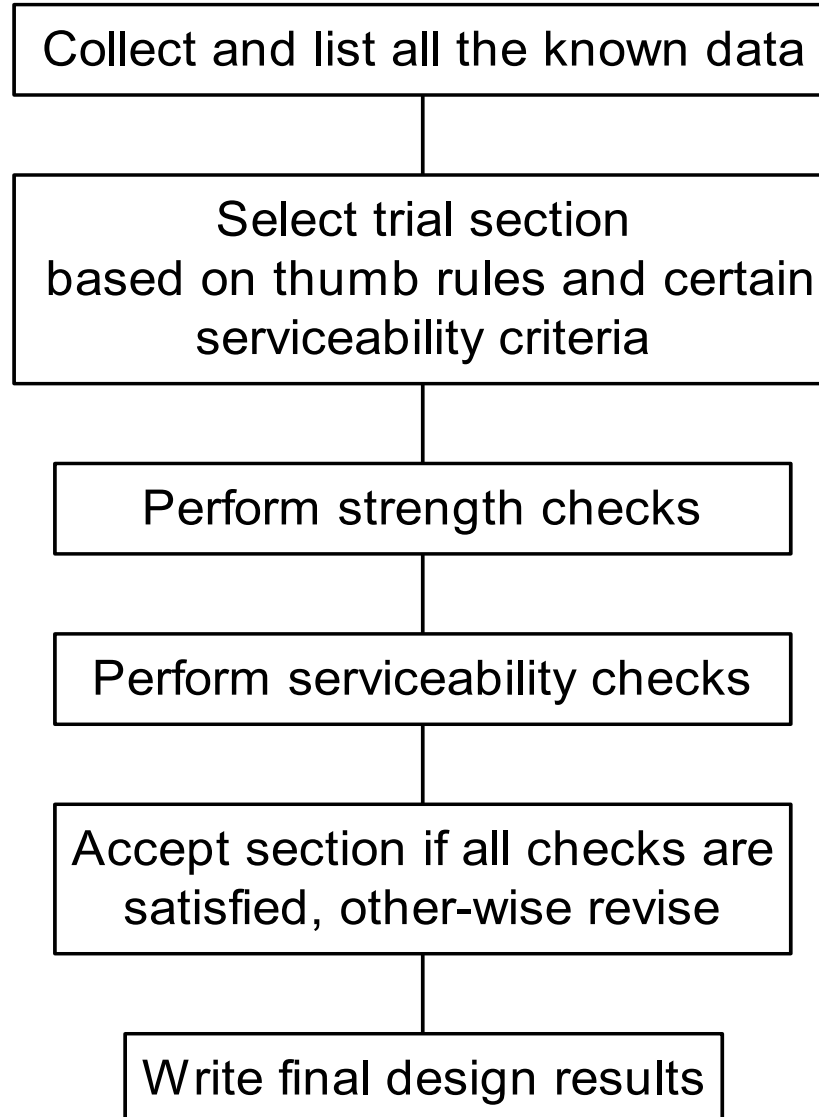 Collect and list all the known data
Select trial section
based on thumb rules and certain
serviceability criteria
Perform strength checks
Perform serviceability checks
Accept section if all checks are
satisfied, other-wise revise
Write final design results